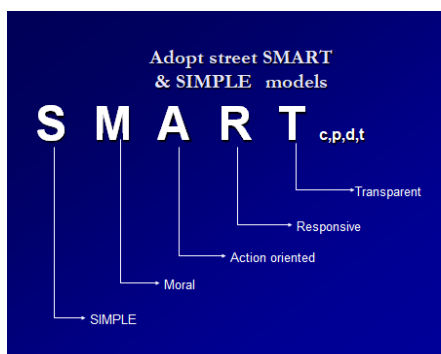 Adopt street SMART
& SIMPLE models
S M A R T c,p,d,t
Transparent
Responsive
Action oriented
Moral
SIMPLE